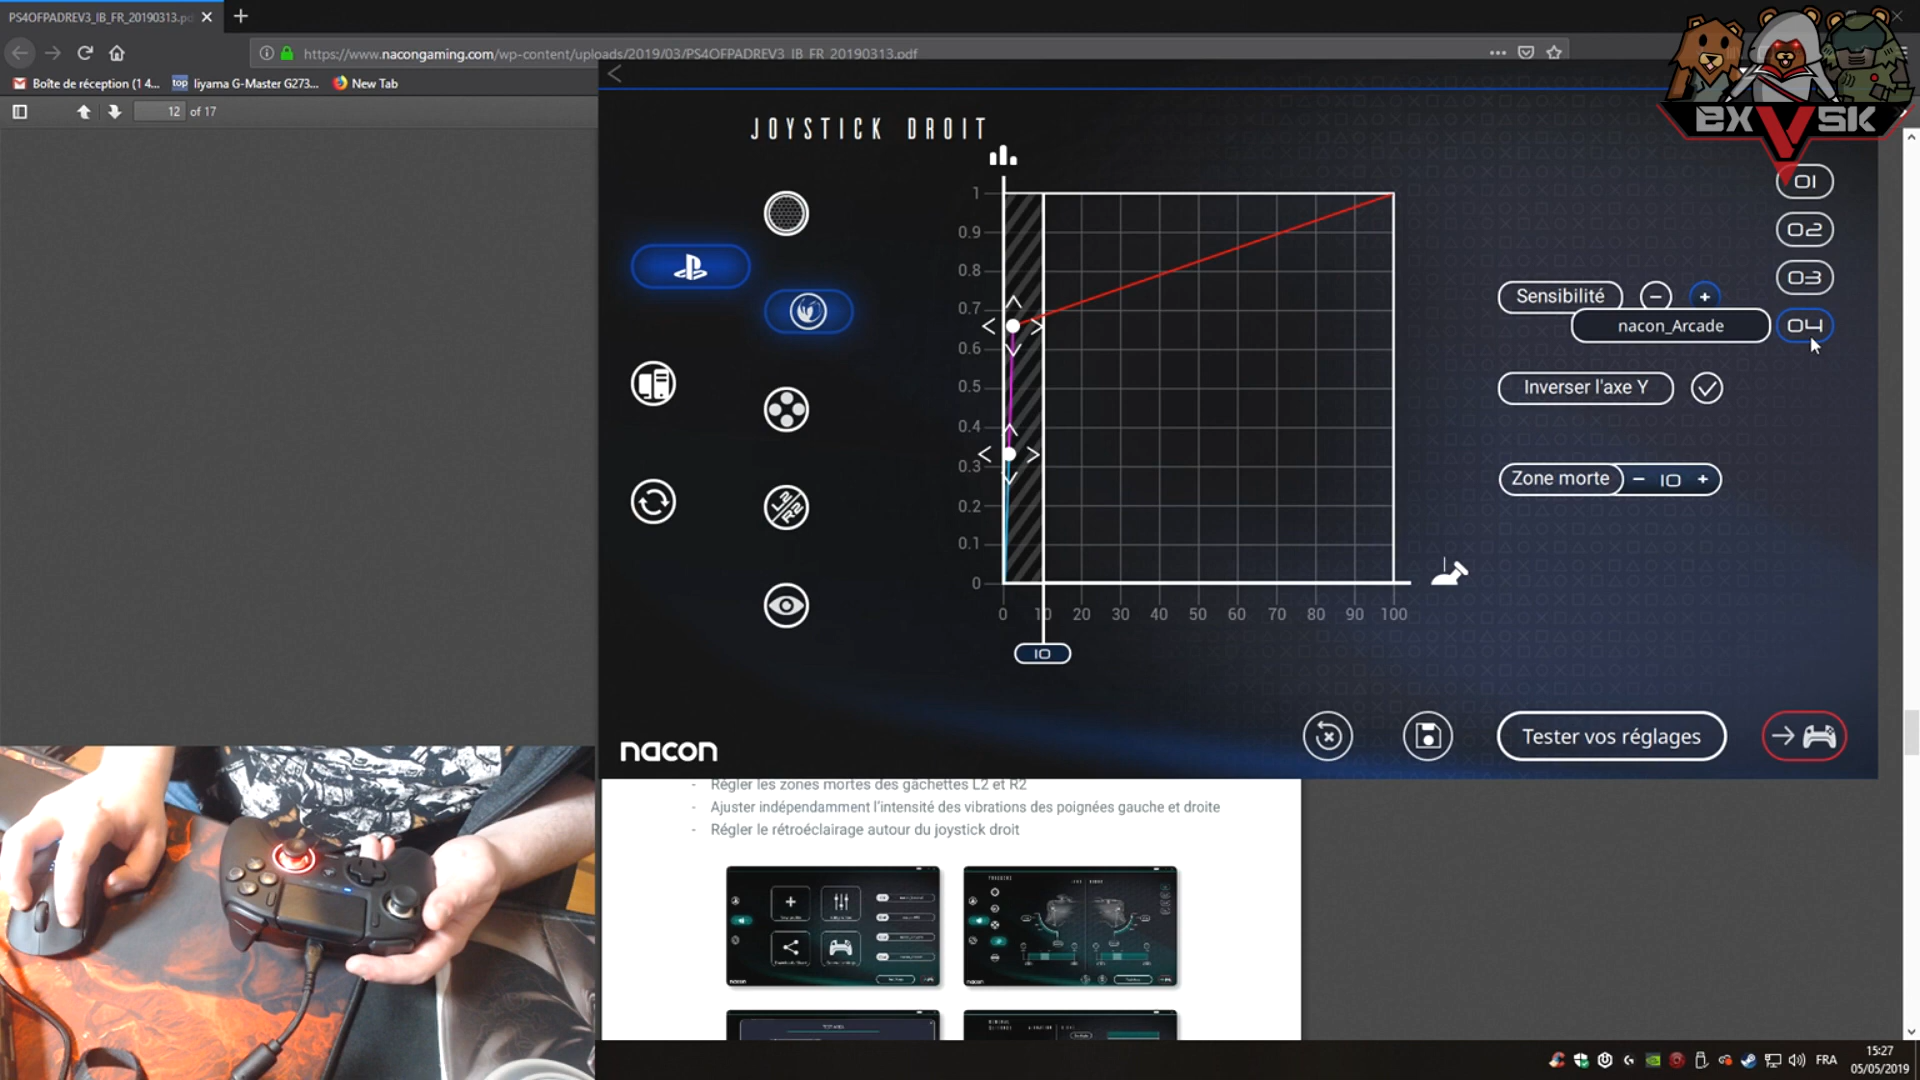 PS4OFPADREV3_IB_FR_20190313.pd
https://www.nacongaming.com/wp-content/uploads/2019/03/PS4OFPADREV3_IB_FR_20190313.pdf
Boîte de réception (1 4...
top
Iiyama G-Master G273...
New Tab
12 of 17
EXVSK
JOYSTICK DROIT
1
0.9
0.8
0.7
0.6
0.5
0.4
0.3
0.2
0.1
0
0 10 20 30 40 50 60 70 80 90 100
10
01
02
03
04
Sensibilité - +
nacon_Arcade
Inverser l'axe Y
Zone morte - 10 +
L2/R2
nacon
Tester vos réglages
- Régler les zones mortes des gâchettes L2 et R2
- Ajuster indépendamment l'intensité des vibrations des poignées gauche et droite
- Régler le rétroéclairage autour du joystick droit
FRA
15:27
05/05/2019